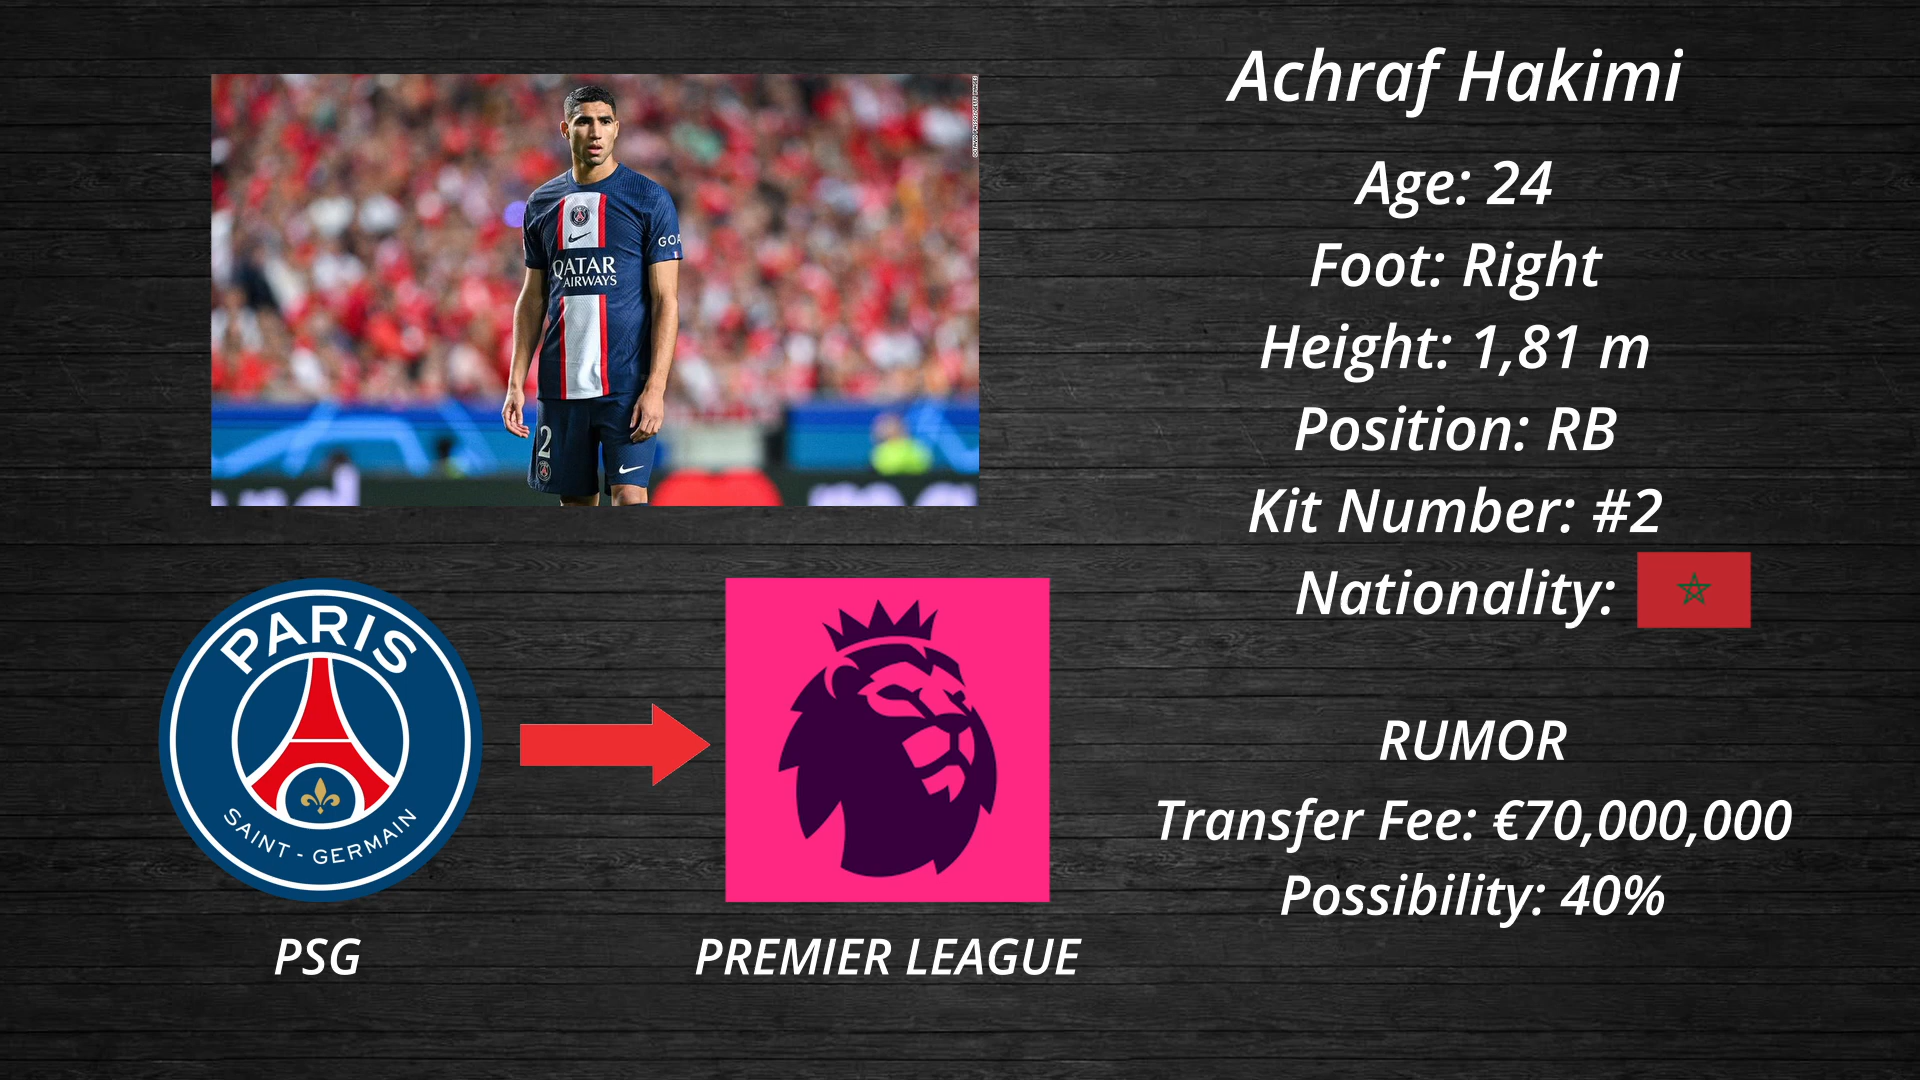 Achraf Hakimi
Age: 24
Foot: Right
Height: 1,81 m
Position: RB
Kit Number: #2
Nationality:
RUMOR
Transfer Fee: €70,000,000
Possibility: 40%
GOA
QATAR
AIRWAYS
2
PARIS
SAINT - GERMAIN
PSG
PREMIER LEAGUE